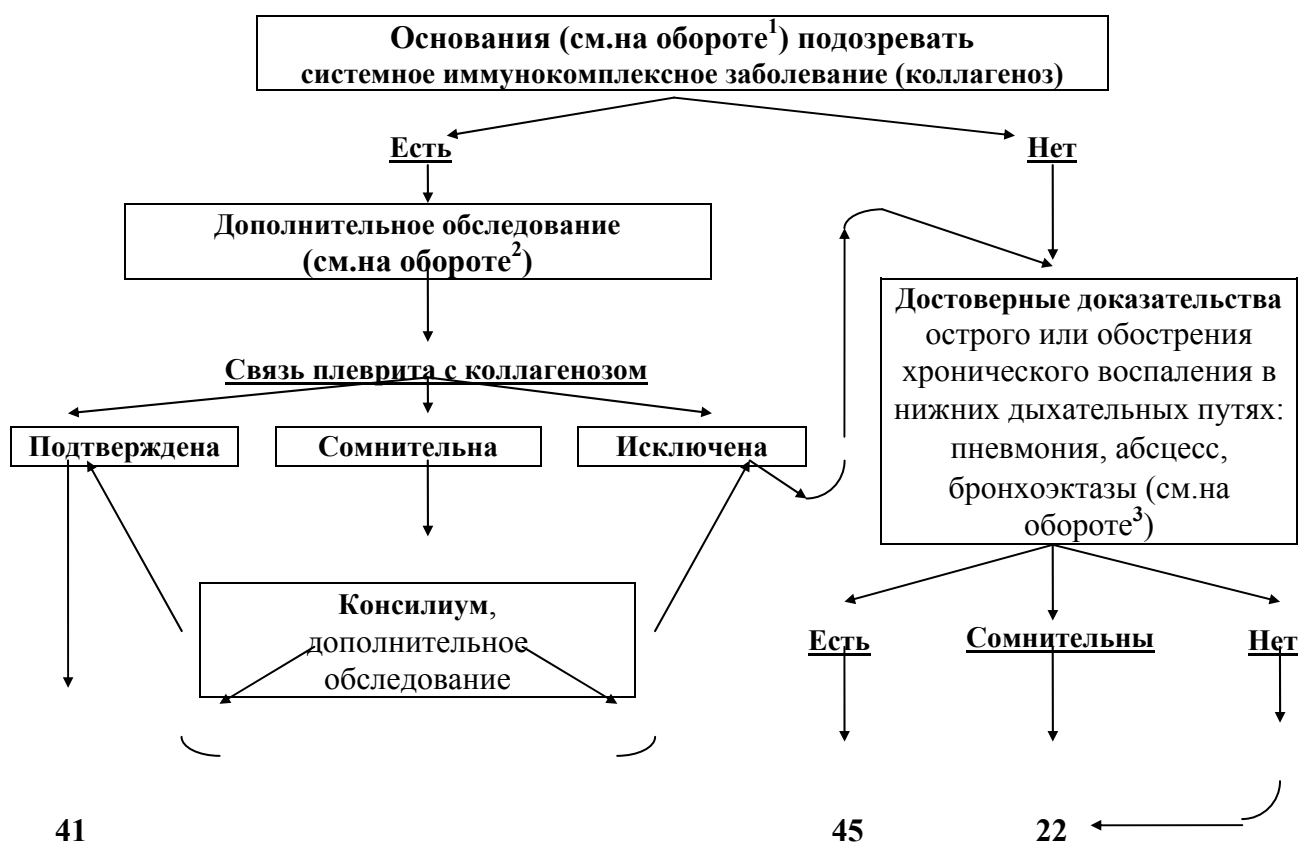 Основания (см.на обороте1) подозревать
системное иммунокомплексное заболевание (коллагеноз)
Есть
Нет
Дополнительное обследование
(см.на обороте2)
Связь плеврита с коллагенозом
Подтверждена
Сомнительна
Исключена
Консилиум,
дополнительное
обследование
Достоверные доказательства
острого или обострения
хронического воспаления в
нижних дыхательных путях:
пневмония, абсцесс,
бронхоэктазы (см.на
обороте3)
Есть
Сомнительны
Нет
41
45
22